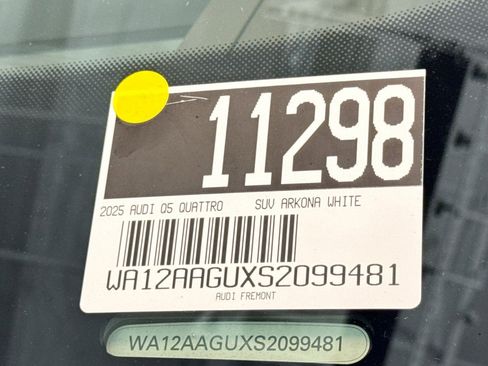 11298
2025 AUDI Q5 QUATTRO SUV ARKONA WHITE
WA12AAGUXS2099481
AUDI FREMONT
WA12AAGUXS2099481